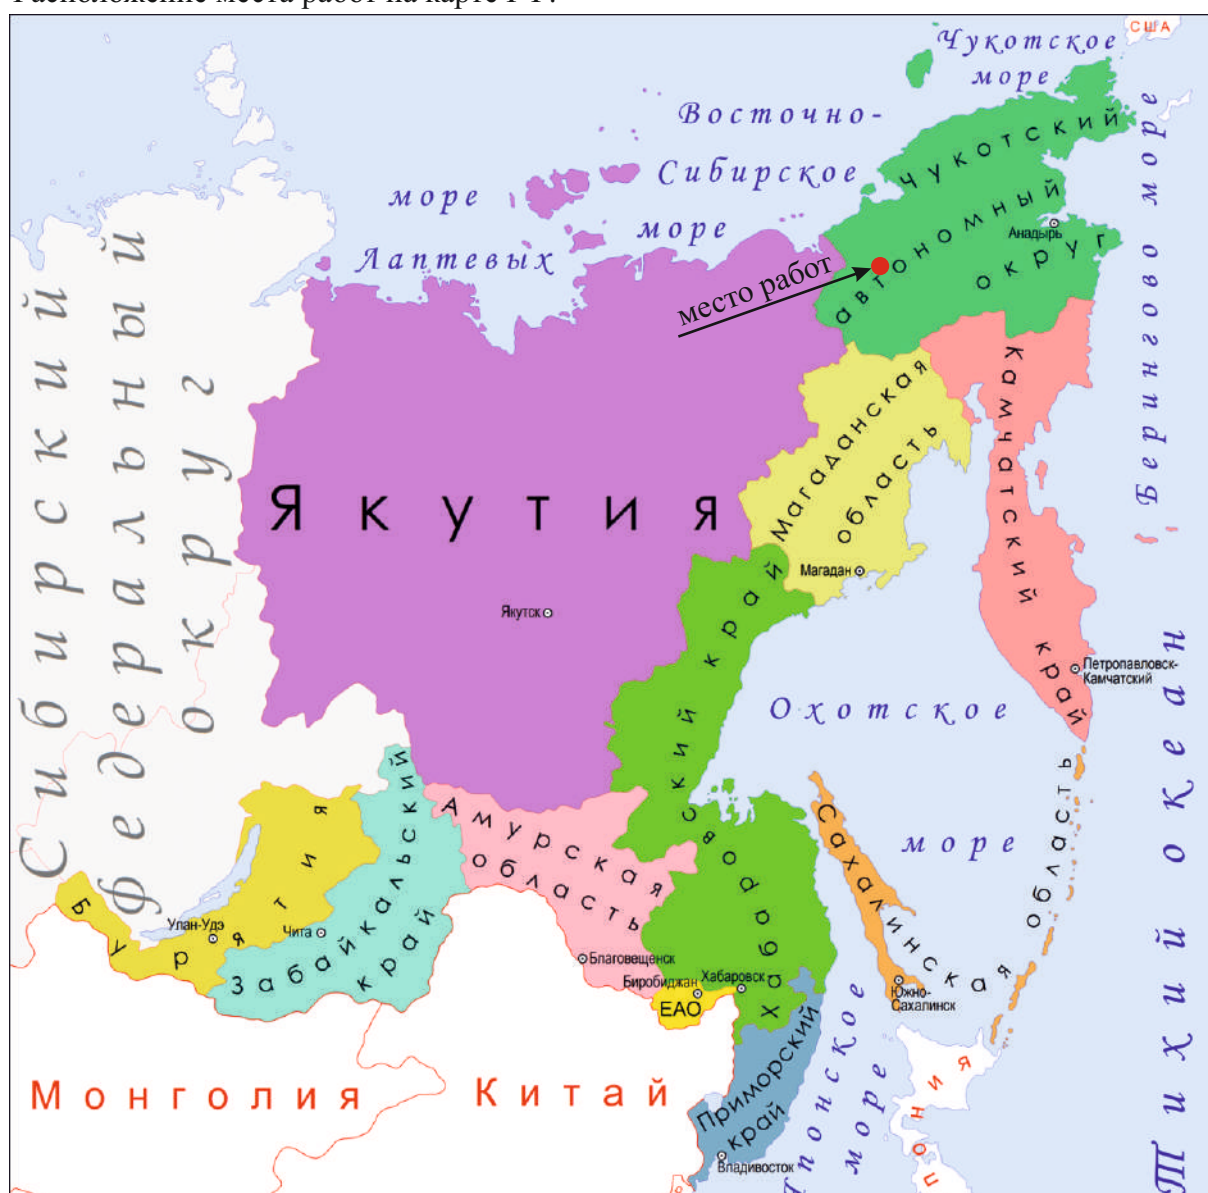 Расположение места работ на карте РФ.
США
Чукотское
море
Восточно-
Сибирское
море
море
Лаптевых
Чукотский
автономный
округ
Анадырь
место работ
Берингово море
Сибирский
федеральный
округ
Якутия
Якутск
Магаданская
область
Магадан
Камчатский край
Петропавловск-
Камчатский
Охотское
море
Тихий океан
Хабаровский край
Хабаровск
Амурская
область
Благовещенск
Бурятия
Улан-Удэ
Забайкальский
край
Чита
Биробиджан
ЕАО
Сахалинская область
Южно-
Сахалинск
Приморский
край
Владивосток
Японское
море
Монголия
Китай
Япония